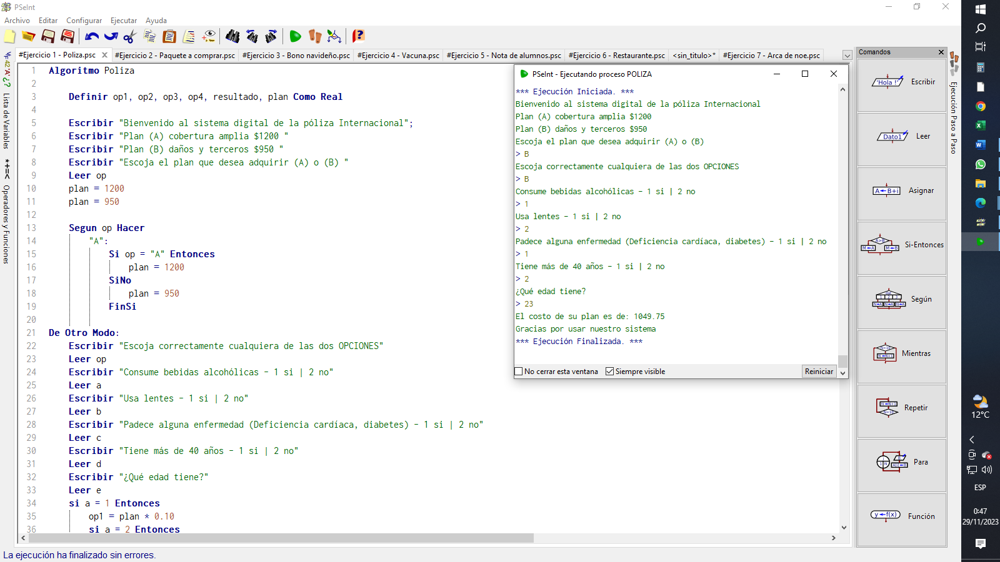 PSeInt
Archivo Editar Configurar Ejecutar Ayuda
#Ejercicio 1 - Poliza.psc #Ejercicio 2 - Paquete a comprar.psc #Ejercicio 3 - Bono navideño.psc #Ejercicio 4 - Vacuna.psc #Ejercicio 5 - Nota de alumnos.psc #Ejercicio 6 - Restaurante.psc <sin_titulo>* #Ejercicio 7 - Arca de noe.psc
Lista de Variables
Operadores y Funciones
1 Algoritmo Poliza
2
3 Definir op1, op2, op3, op4, resultado, plan Como Real
4
5 Escribir "Bienvenido al sistema digital de la póliza Internacional";
6 Escribir "Plan (A) cobertura amplia $1200 "
7 Escribir "Plan (B) daños y terceros $950 "
8 Escribir "Escoja el plan que desea adquirir (A) o (B) "
9 Leer op
10 plan = 1200
11 plan = 950
12
13 Segun op Hacer
14 "A":
15 Si op = "A" Entonces
16 plan = 1200
17 SiNo
18 plan = 950
19 FinSi
20
21 De Otro Modo:
22 Escribir "Escoja correctamente cualquiera de las dos OPCIONES"
23 Leer op
24 Escribir "Consume bebidas alcohólicas - 1 si | 2 no"
25 Leer a
26 Escribir "Usa lentes - 1 si | 2 no"
27 Leer b
28 Escribir "Padece alguna enfermedad (Deficiencia cardíaca, diabetes) - 1 si | 2 no"
29 Leer c
30 Escribir "Tiene más de 40 años - 1 si | 2 no"
31 Leer d
32 Escribir "¿Qué edad tiene?"
33 Leer e
34 si a = 1 Entonces
35 op1 = plan * 0.10
36 si a = 2 Entonces
PSeInt - Ejecutando proceso POLIZA
*** Ejecución Iniciada. ***
Bienvenido al sistema digital de la póliza Internacional
Plan (A) cobertura amplia $1200
Plan (B) daños y terceros $950
Escoja el plan que desea adquirir (A) o (B)
> B
Escoja correctamente cualquiera de las dos OPCIONES
> B
Consume bebidas alcohólicas - 1 si | 2 no
> 1
Usa lentes - 1 si | 2 no
> 2
Padece alguna enfermedad (Deficiencia cardíaca, diabetes) - 1 si | 2 no
> 1
Tiene más de 40 años - 1 si | 2 no
> 2
¿Qué edad tiene?
> 23
El costo de su plan es de: 1049.75
Gracias por usar nuestro sistema
*** Ejecución Finalizada. ***
No cerrar esta ventana Siempre visible Reiniciar
Comandos
'Hola !' Escribir
Dato1 Leer
A←B+i Asignar
Si-Entonces
Según
Mientras
Repetir
Para
y←f(x) Función
Ejecución Paso a Paso
12°C
ESP
0:47
29/11/2023
La ejecución ha finalizado sin errores.